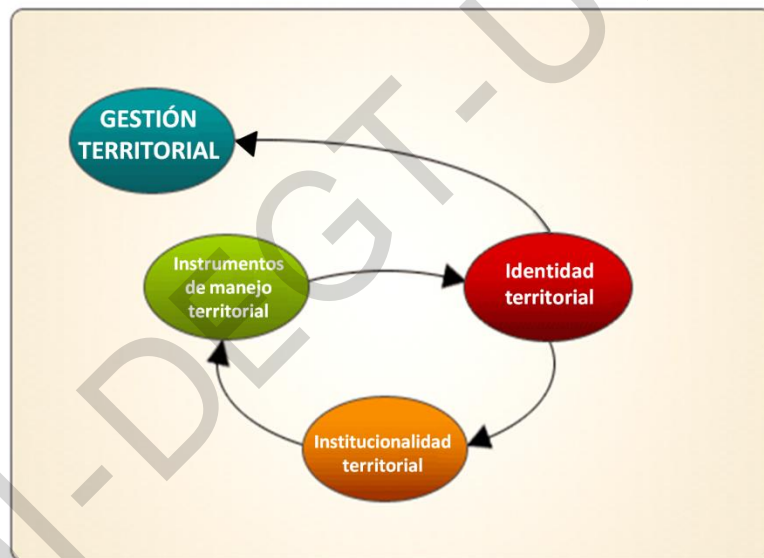 GESTIÓN
TERRITORIAL
Instrumentos
de manejo
territorial
Identidad
territorial
Institucionalidad
territorial